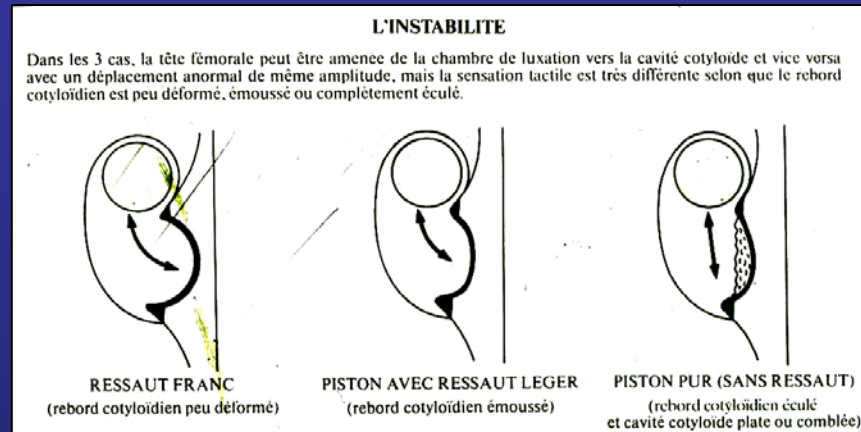 L'INSTABILITE
Dans les 3 cas, la tête fémorale peut être amenée de la chambre de luxation vers la cavité cotyloïde et vice versa
avec un déplacement anormal de même amplitude, mais la sensation tactile est très différente selon que le rebord
cotyloïdien est peu déformé, émoussé ou complètement éculé.
RESSAUT FRANC
(rebord cotyloïdien peu déformé)
PISTON AVEC RESSAUT LEGER
(rebord cotyloïdien émoussé)
PISTON PUR (SANS RESSAUT)
(rebord cotyloïdien éculé
et cavité cotyloïde plate ou comblée)